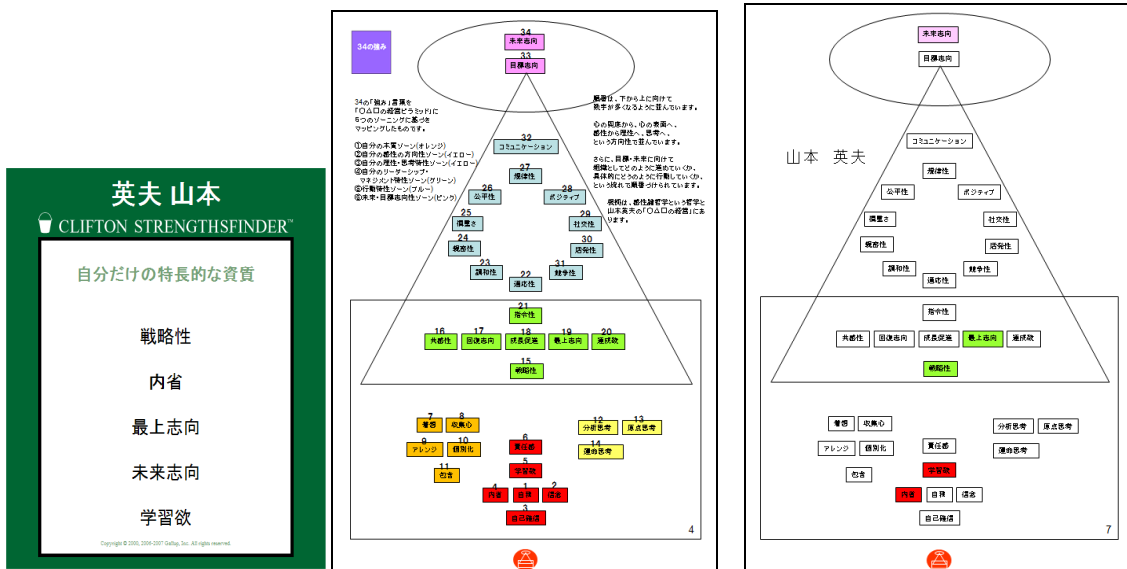 英夫 山本
CLIFTON STRENGTHSFINDER™
自分だけの特長的な資質
戦略性
内省
最上志向
未来志向
学習欲
Copyright © 2000, 2006-2007 Gallup, Inc. All rights reserved.
34の強み
34
未来志向
33
目標志向
34の「強み」言葉を
「〇△口の経営ピラミッド」に
6つのゾーニングに基づき
マッピングしたものです。
①自分の本質ゾーン(オレンジ)
②自分の感性の方向性ゾーン(イエロー)
③自分の理性・思考特性ゾーン(イエロー)
④自分のリーダーシップ・
マネジメント特性ゾーン(グリーン)
⑤行動特性ゾーン(ブルー)
⑥未来・目標志向性ゾーン(ピンク)
順番は、下から上に向けて
数字が多くなるように並んでいます。
心の奥底から、心の表面へ、
感性から理性へ、思考へ、
という方向性で並んでいます。
さらに、目標・未来に向けて
組織としてどのように進めていくか、
具体的にどのように行動していくか、
という流れで順番づけられています。
根拠は、感性論哲学という哲学と
山本英夫の「〇△口の経営」にあ
ります。
32
コミュニケーション
27
規律性
26
公平性
28
ポジティブ
25
慎重さ
29
社交性
24
親密性
30
活発性
23
調和性
31
競争性
22
適応性
21
指令性
16
共感性
17
回復志向
18
成長促進
19
最上志向
20
達成欲
15
戦略性
7
着想
8
収集心
12
分析思考
13
原点思考
9
アレンジ
10
個別化
6
責任感
14
運命思考
11
包含
5
学習欲
4
内省
1
自我
2
信念
3
自己確信
4
未来志向
目標志向
山本 英夫
コミュニケーション
規律性
公平性
ポジティブ
慎重さ
社交性
親密性
活発性
調和性
競争性
適応性
指令性
共感性
回復志向
成長促進
最上志向
達成欲
戦略性
着想
収集心
分析思考
原点思考
アレンジ
個別化
責任感
運命思考
包含
学習欲
内省
自我
信念
自己確信
7